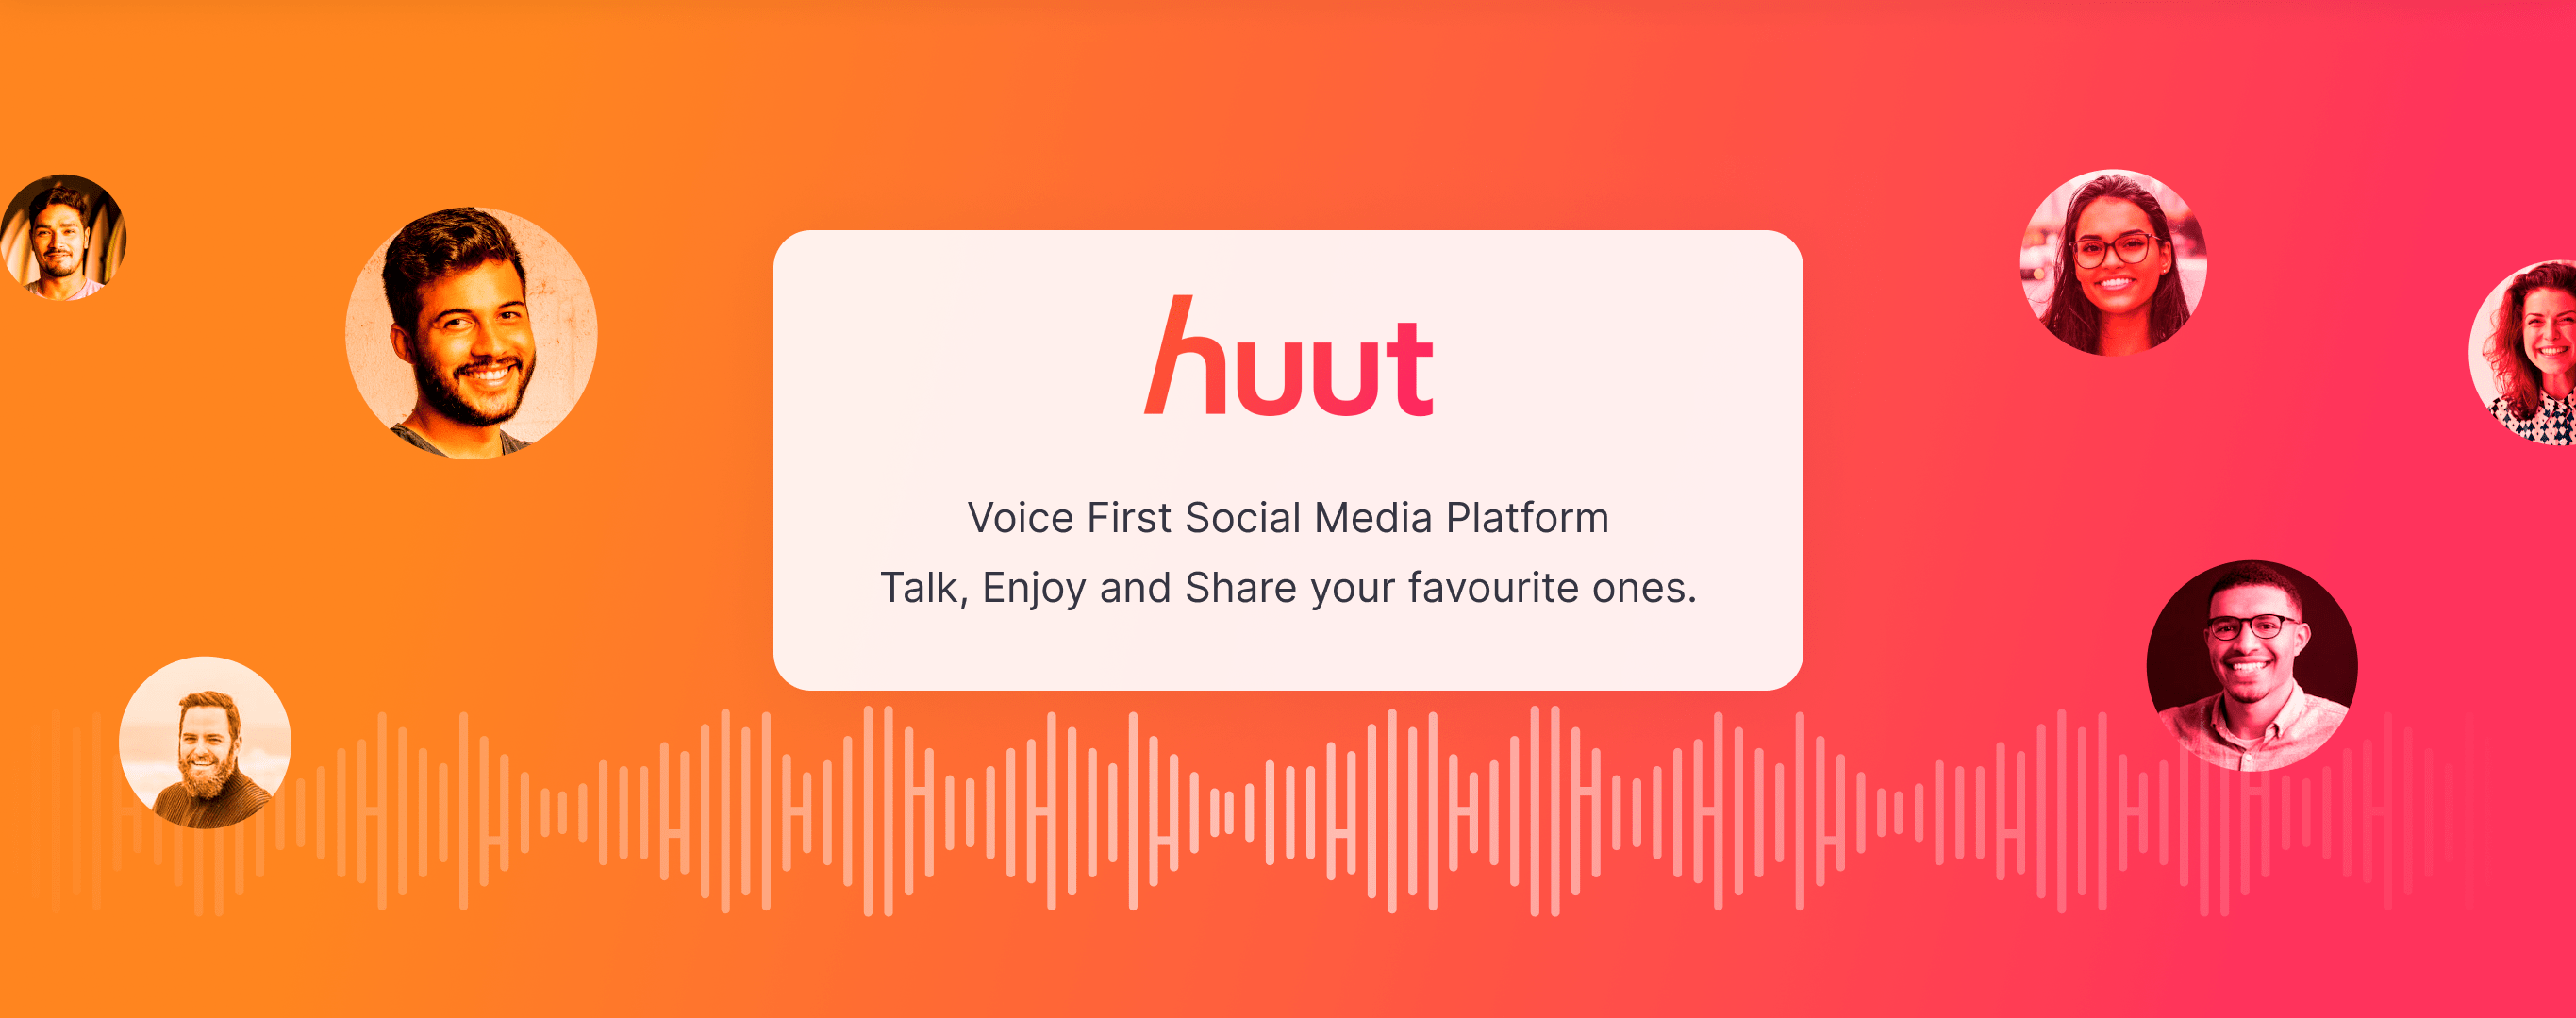 huut
Voice First Social Media Platform
Talk, Enjoy and Share your favourite ones.